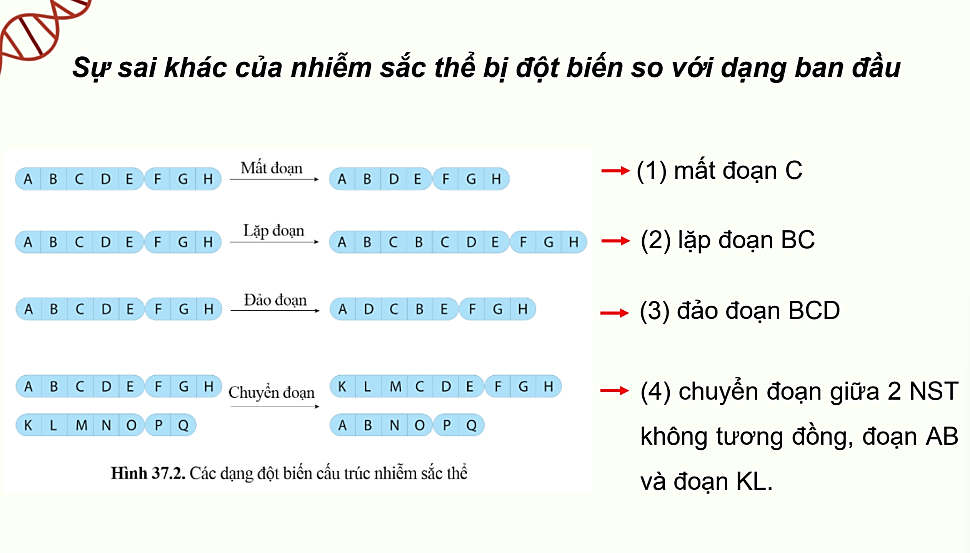 Sự sai khác của nhiễm sắc thể bị đột biến so với dạng ban đầu
A B C D E F G H Mất đoạn A B D E F G H (1) mất đoạn C
A B C D E F G H Lặp đoạn A B C B C D E F G H (2) lặp đoạn BC
A B C D E F G H Đảo đoạn A D C B E F G H (3) đảo đoạn BCD
A B C D E F G H Chuyển đoạn K L M C D E F G H (4) chuyển đoạn giữa 2 NST
K L M N O P Q A B N O P Q không tương đồng, đoạn AB
và đoạn KL.
Hình 37.2. Các dạng đột biến cấu trúc nhiễm sắc thể